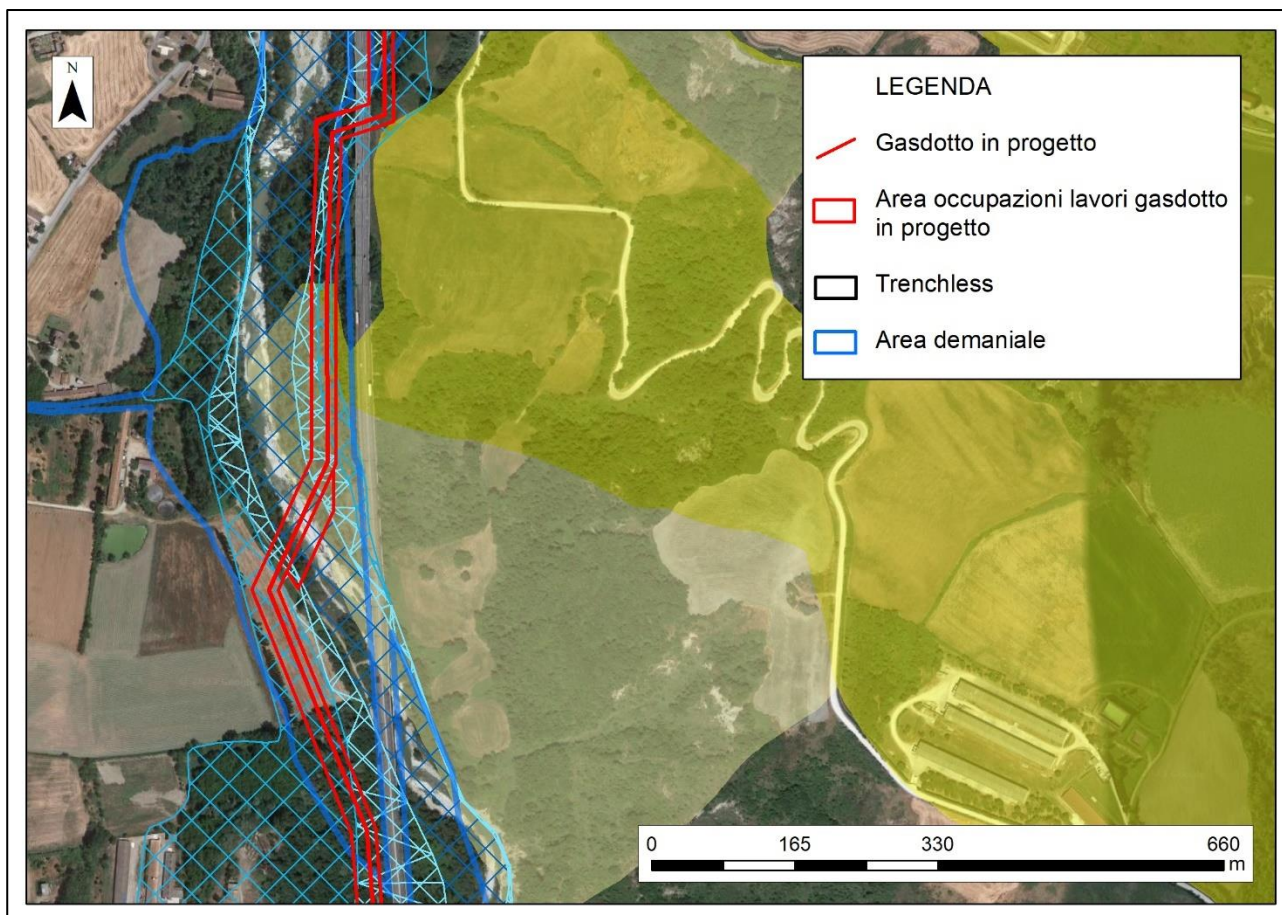 N
LEGENDA
Gasdotto in progetto
Area occupazioni lavori gasdotto
in progetto
Trenchless
Area demaniale
0 165 330 660
m